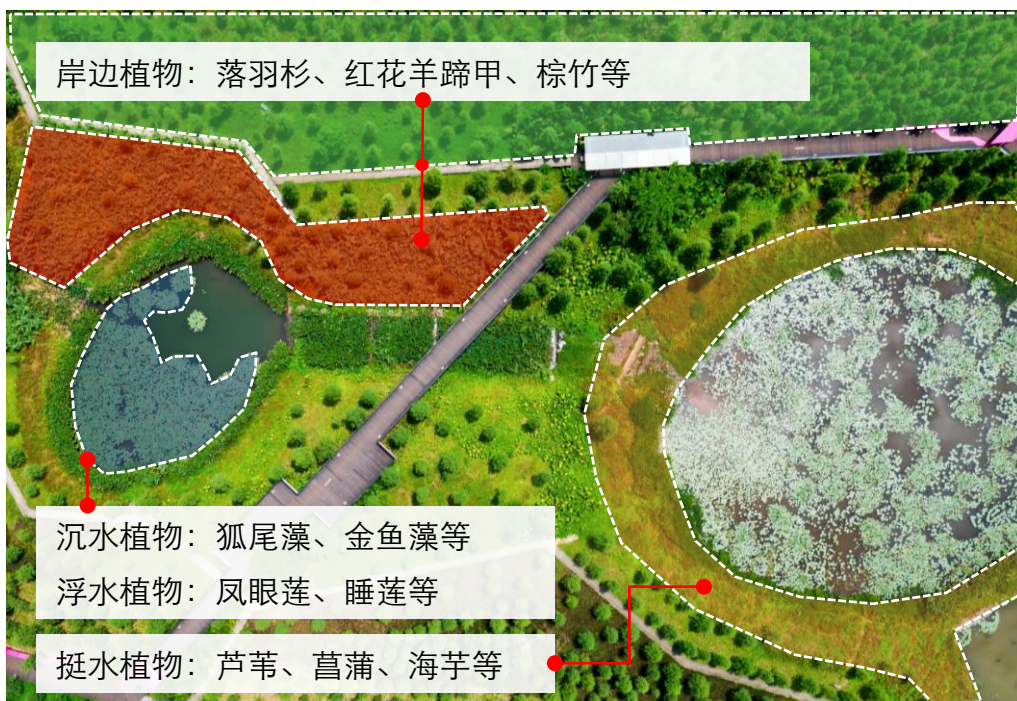 岸边植物：落羽杉、红花羊蹄甲、棕竹等
沉水植物：狐尾藻、金鱼藻等
浮水植物：凤眼莲、睡莲等
挺水植物：芦苇、菖蒲、海芋等